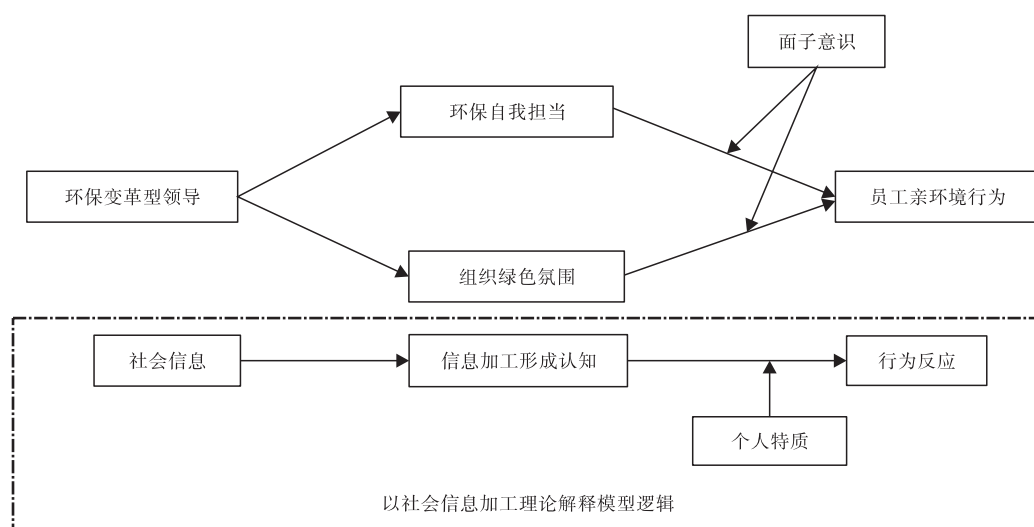 面子意识
环保自我担当
环保变革型领导
员工亲环境行为
组织绿色氛围
社会信息
信息加工形成认知
行为反应
个人特质
以社会信息加工理论解释模型逻辑